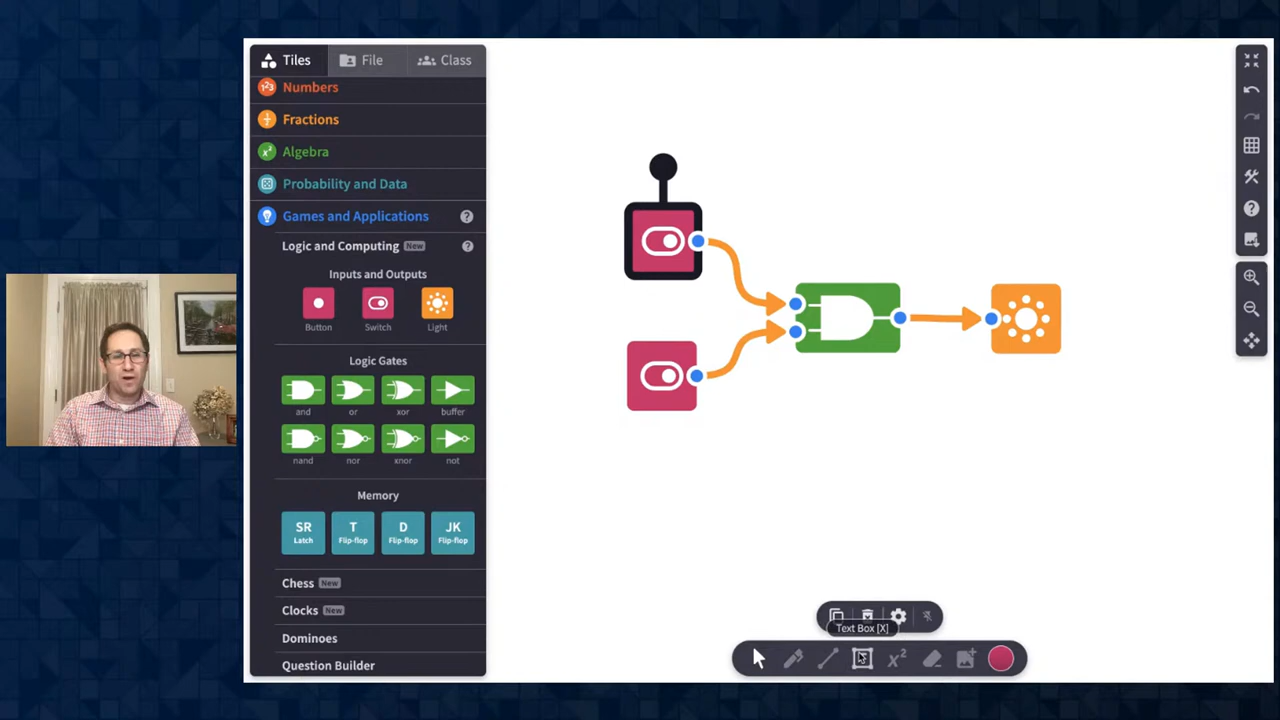 Tiles File Class
Numbers
Fractions
Algebra
Probability and Data
Games and Applications ?
Logic and Computing New ?
Inputs and Outputs
Button Switch Light
Logic Gates
and or xor buffer
nand nor xnor not
Memory
SR T D JK
Latch Flip-flop Flip-flop Flip-flop
Chess New
Clocks New
Dominoes
Question Builder
Text Box [X]
x²